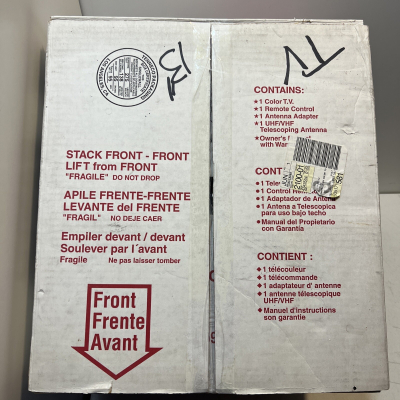 TV
STACK FRONT - FRONT
LIFT from FRONT
"FRAGILE" DO NOT DROP
APILE FRENTE-FRENTE
LEVANTE del FRENTE
"FRAGIL" NO DEJE CAER
Empiler devant / devant
Soulever par l´avant
Fragile Ne pas laisser tomber
Front
Frente
Avant
CONTAINS:
★1 Color T.V.
★1 Remote Control
★1 Antenna Adapter
★1 UHF/VHF
Telescoping Antenna
★Owner's
with
◆1 Adaptador de
◆1 Antena a Telescopica
para uso bajo techo
◆Manual del Propietario
con Garantia
CONTIENT :
◆1 télécouleur
◆1 télécommande
◆1 adaptateur d' antenne
◆1 antenne télescopique
UHF/VHF
◆Manuel d'instructions
son garantie